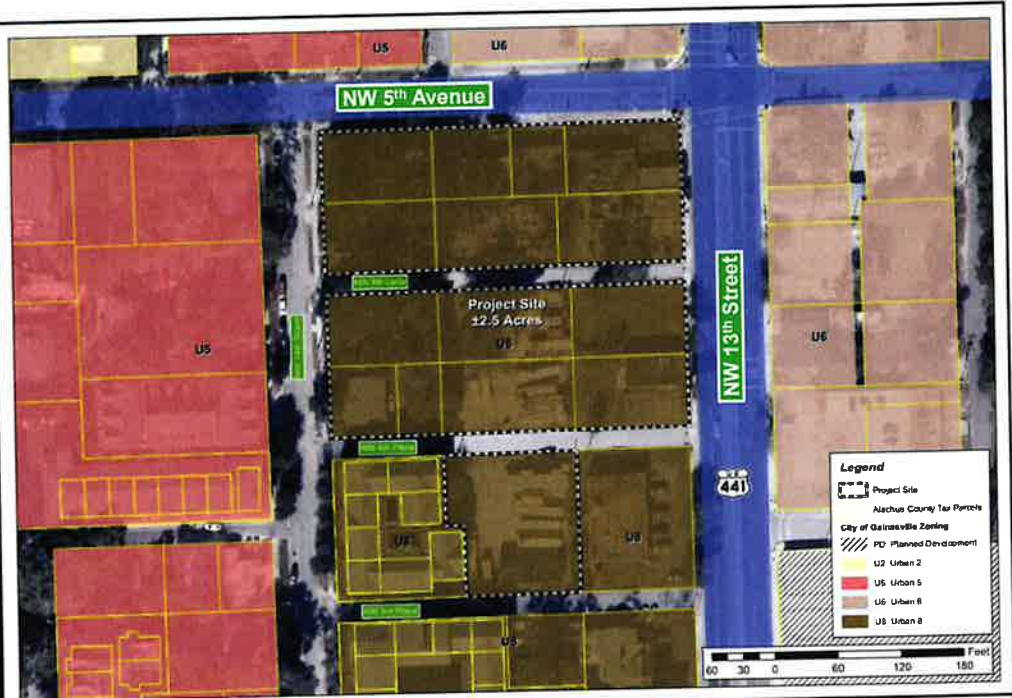 U5
U6
NW 5th Avenue
Project Site
±2.5 Acres
U8
U5
NW 13th Street
U6
U.S.
441
U8
U8
U8
Legend
Project Site
Alachua County Tax Parcels
City of Gainesville Zoning
PD Planned Development
U2 Urban 2
U5 Urban 5
U6 Urban 6
U8 Urban 8
Feet
60 30 0 60 120 180